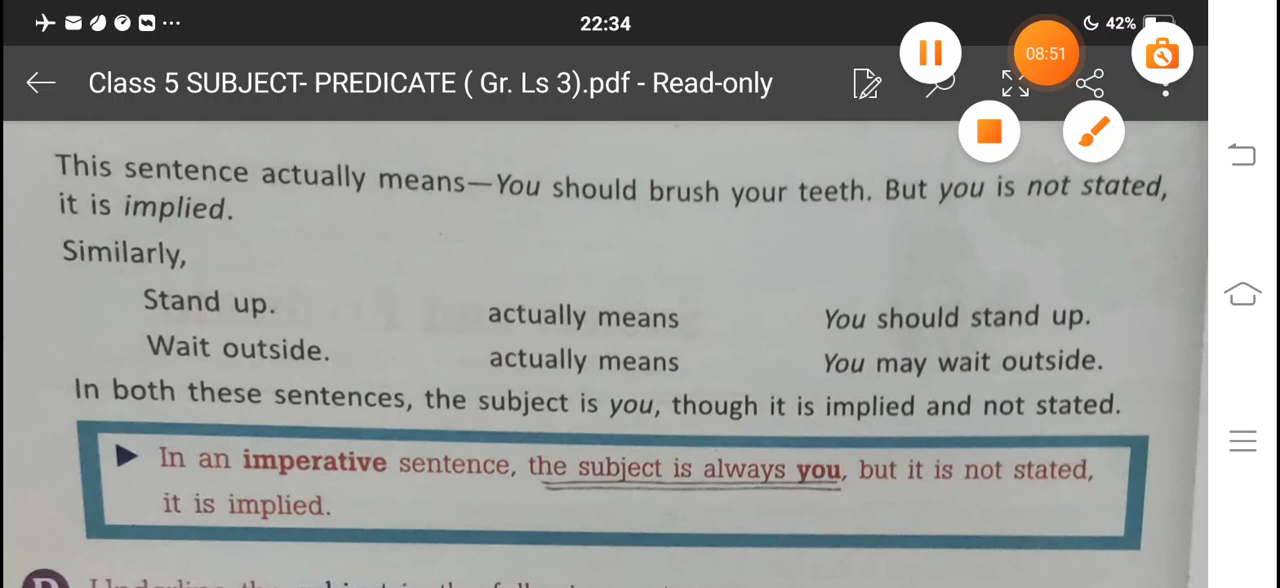 22:34
42%
08:51
Class 5 SUBJECT- PREDICATE ( Gr. Ls 3).pdf - Read-only
This sentence actually means—You should brush your teeth. But you is not stated,
it is implied.
Similarly,
Stand up. actually means You should stand up.
Wait outside. actually means You may wait outside.
In both these sentences, the subject is you, though it is implied and not stated.
In an imperative sentence, the subject is always you, but it is not stated,
it is implied.